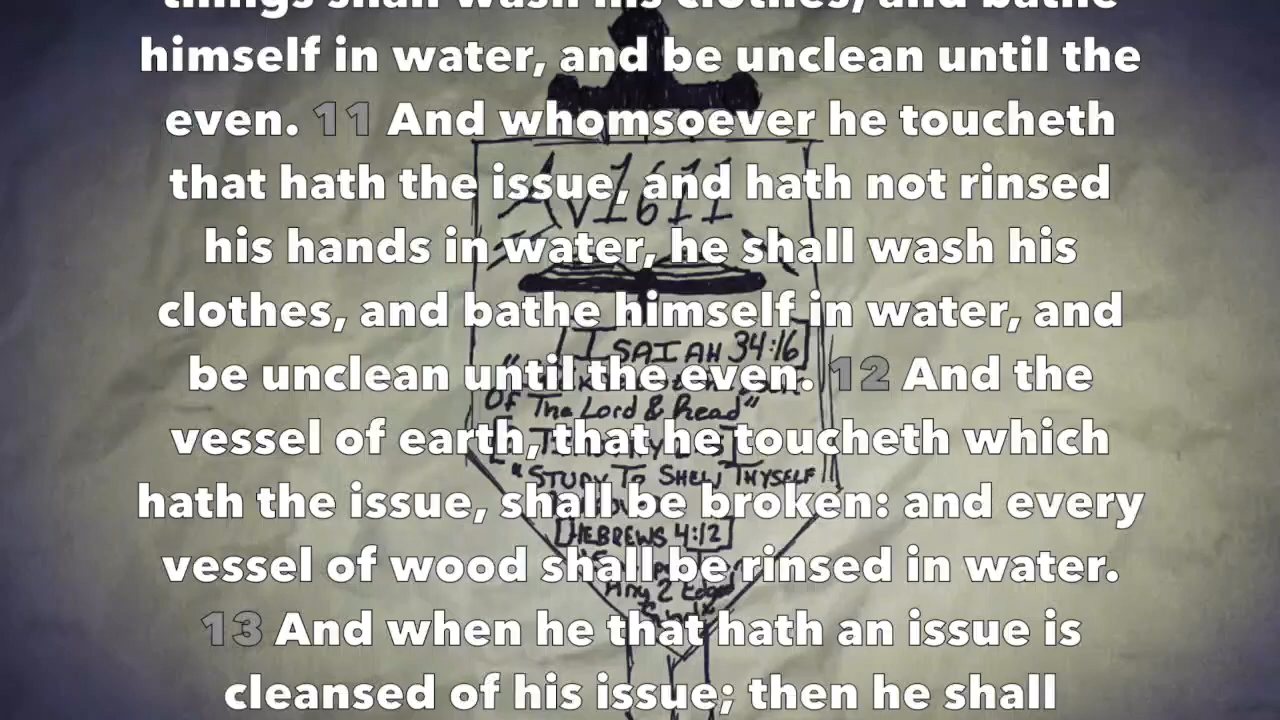 things shall wash his clothes, and bathe
himself in water, and be unclean until the
even. 11 And whomsoever he toucheth
that hath the issue, and hath not rinsed
his hands in water, he shall wash his
clothes, and bathe himself in water, and
be unclean until the even. 12 And the
vessel of earth, that he toucheth which
hath the issue, shall be broken: and every
vessel of wood shall be rinsed in water.
13 And when he that hath an issue is
cleansed of his issue; then he shall
AV1611
[ISAIAH 34:16]
Of The Lord & Read"
"STUDY TO SHEW THYSELF
[HEBREWS 4:12]
Any 2 Edged